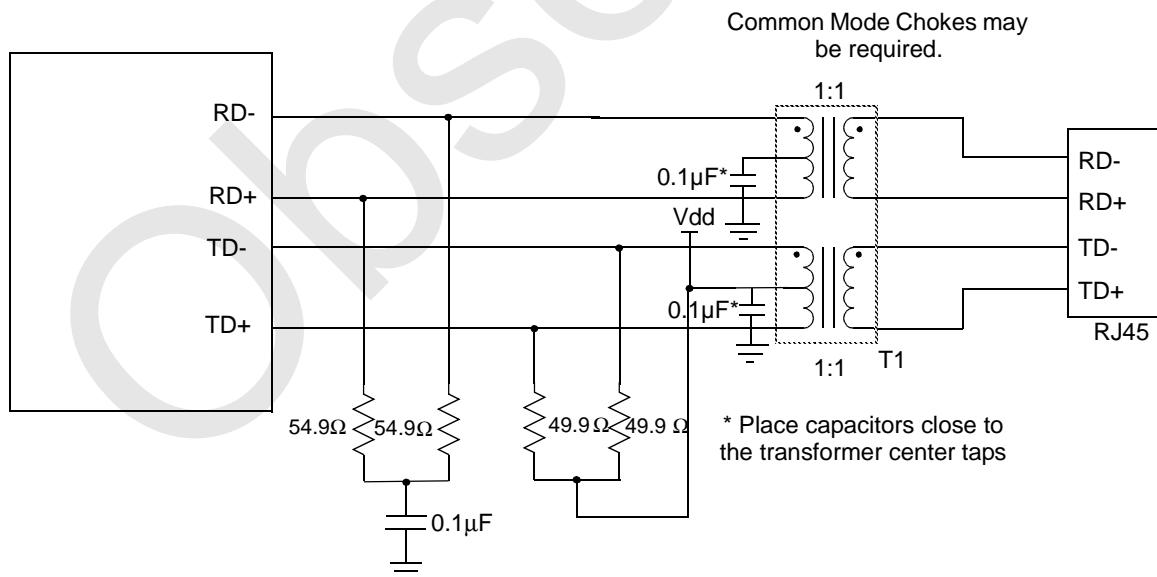 Common Mode Chokes may
be required.
1:1
RD-
RD-
0.1µF*
RD+
RD+
Vdd
TD-
TD-
0.1µF*
TD+
TD+
RJ45
1:1
T1
54.9Ω
54.9Ω
49.9 Ω
49.9 Ω
* Place capacitors close to
the transformer center taps
0.1µF